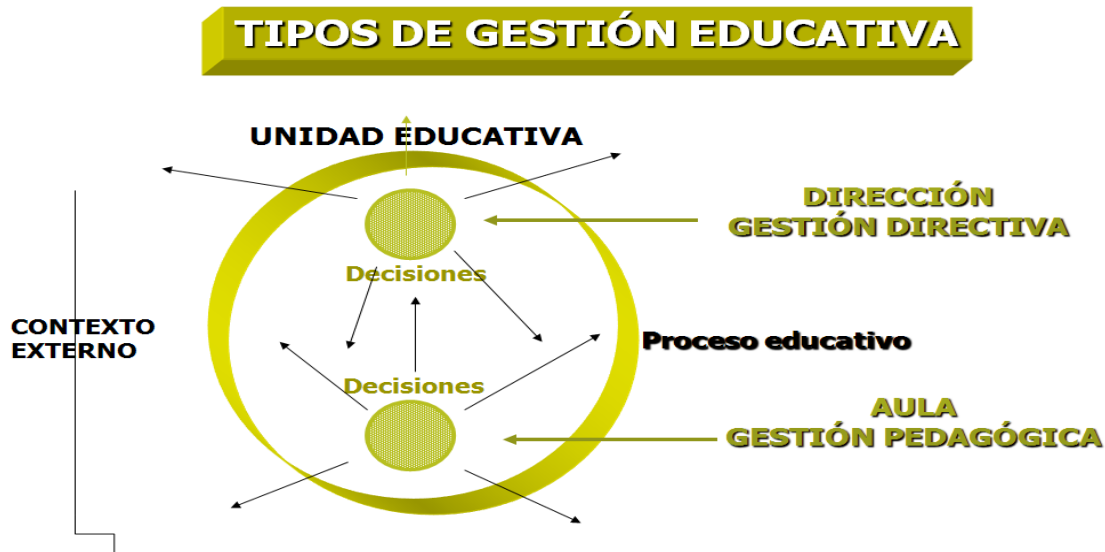 TIPOS DE GESTIÓN EDUCATIVA
UNIDAD EDUCATIVA
DIRECCIÓN
GESTIÓN DIRECTIVA
Decisiones
CONTEXTO
EXTERNO
Proceso educativo
Decisiones
AULA
GESTIÓN PEDAGÓGICA